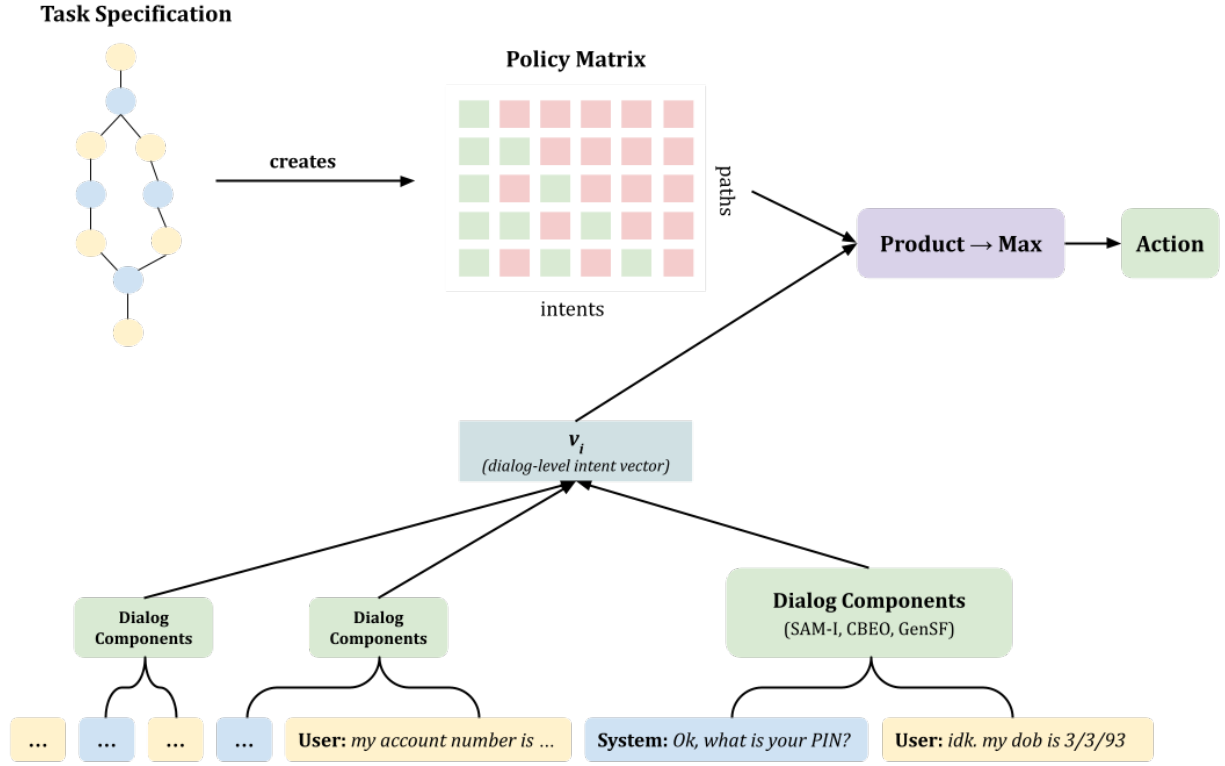 Task Specification
Policy Matrix
creates
paths
intents
Product → Max
Action
v_i
(dialog-level intent vector)
Dialog
Components
Dialog
Components
Dialog Components
(SAM-I, CBEO, GenSF)
...
...
...
...
User: my account number is ...
System: Ok, what is your PIN?
User: idk. my dob is 3/3/93